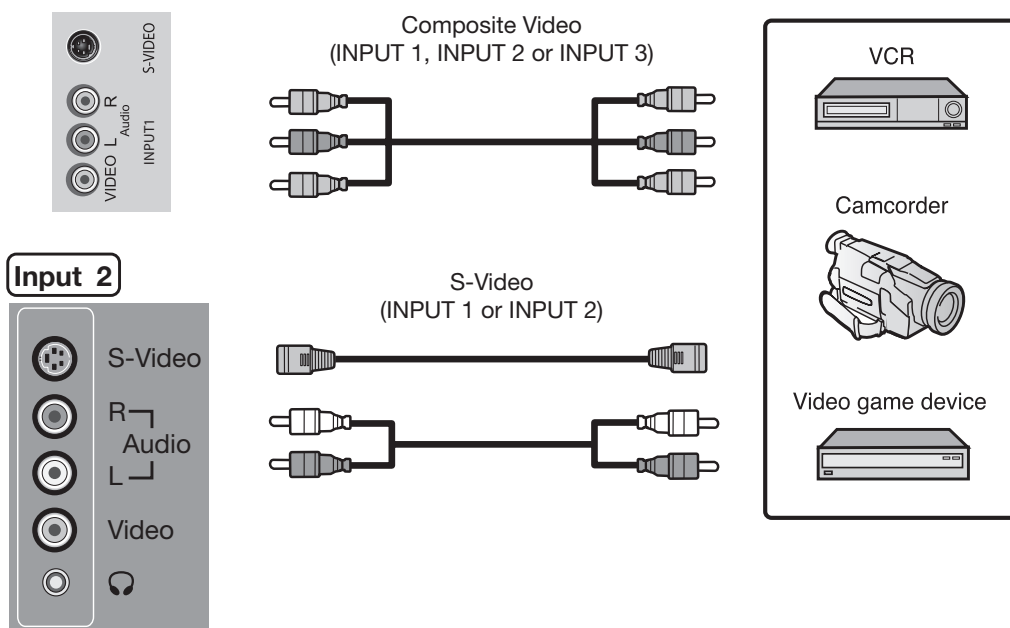 S-VIDEO
R
Audio
L
VIDEO
INPUT1
Composite Video
(INPUT 1, INPUT 2 or INPUT 3)
VCR
Camcorder
Video game device
Input 2
S-Video
R
Audio
L
Video
S-Video
(INPUT 1 or INPUT 2)